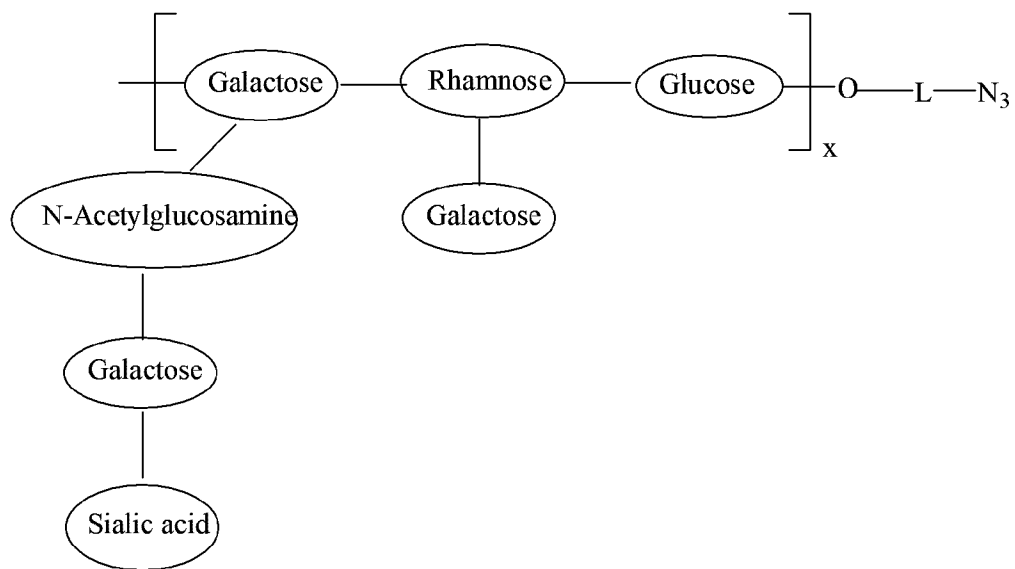 Galactose Rhamnose Glucose O L N3
x
N-Acetylglucosamine Galactose
Galactose
Sialic acid